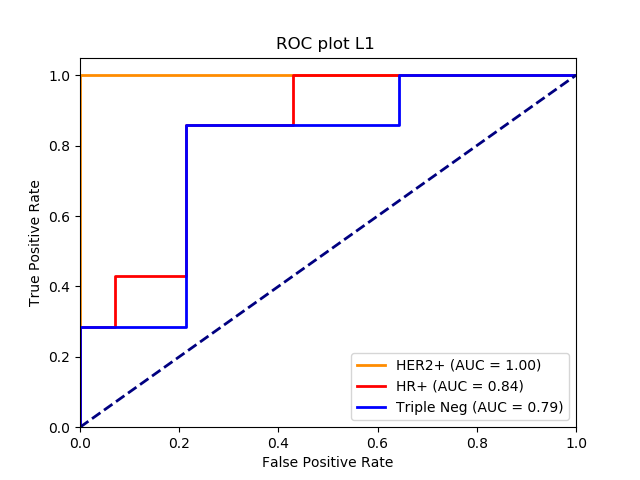 ROC plot L1
True Positive Rate
1.0
0.8
0.6
0.4
0.2
0.0
HER2+ (AUC = 1.00)
HR+ (AUC = 0.84)
Triple Neg (AUC = 0.79)
0.0 0.2 0.4 0.6 0.8 1.0
False Positive Rate